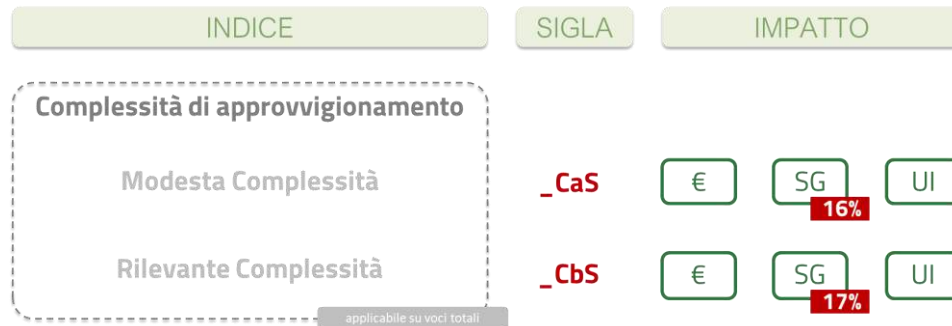 INDICE SIGLA IMPATTO
Complessità di approvvigionamento
Modesta Complessità _CaS € SG UI
16%
Rilevante Complessità _CbS € SG UI
17%
applicabile su voci totali